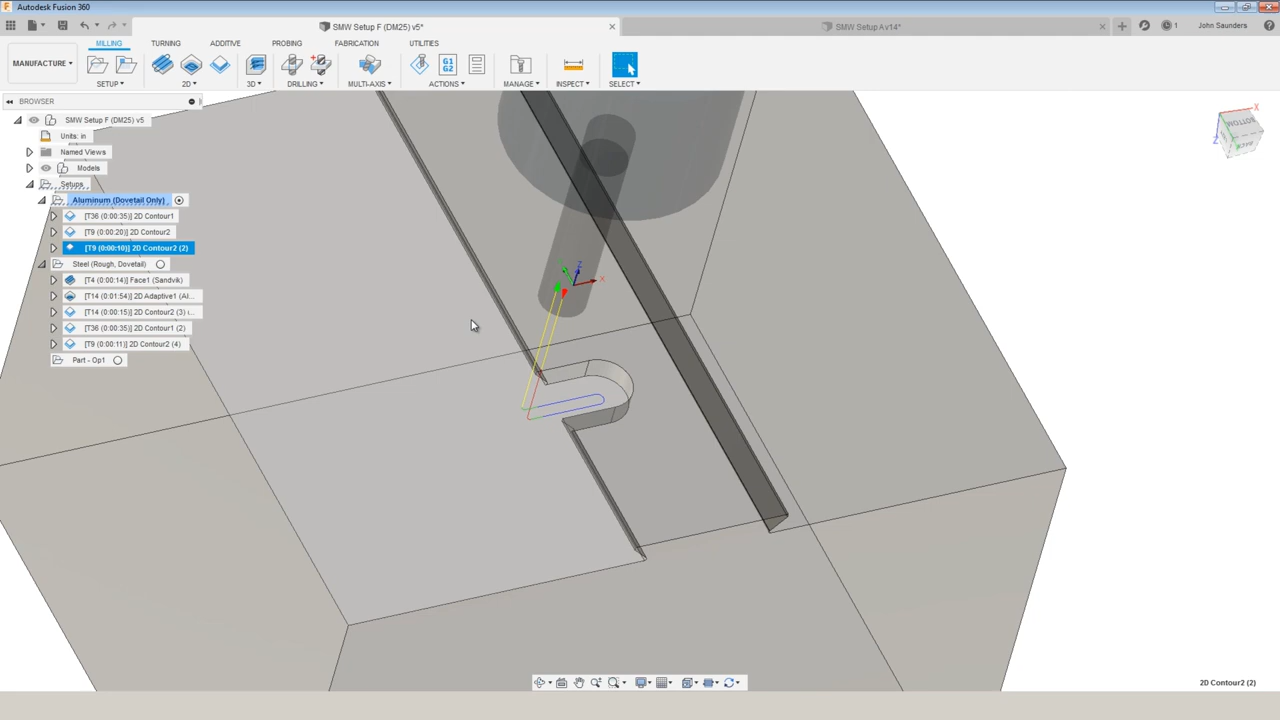 Autodesk Fusion 360
SMW Setup F (DM25) v5*
SMW Setup A v14*
1
John Saunders
MILLING
TURNING
ADDITIVE
PROBING
FABRICATION
UTILITIES
MANUFACTURE
G1
G2
SETUP
2D
3D
DRILLING
MULTI-AXIS
ACTIONS
MANAGE
INSPECT
SELECT
BROWSER
SMW Setup F (DM25) v5
Units: in
Named Views
Models
Setups
Aluminum (Dovetail Only)
[T36 (0:00:35)] 2D Contour1
[T9 (0:00:20)] 2D Contour2
[T9 (0:00:10)] 2D Contour2 (2)
Steel (Rough, Dovetail)
[T4 (0:00:14)] Face1 (Sandvik)
[T14 (0:01:54)] 2D Adaptive1 (Al...
[T14 (0:00:15)] 2D Contour2 (3) (...
[T36 (0:00:35)] 2D Contour1 (2)
[T9 (0:00:11)] 2D Contour2 (4)
Part - Op1
X
Z
BOTTOM
Z
X
2D Contour2 (2)